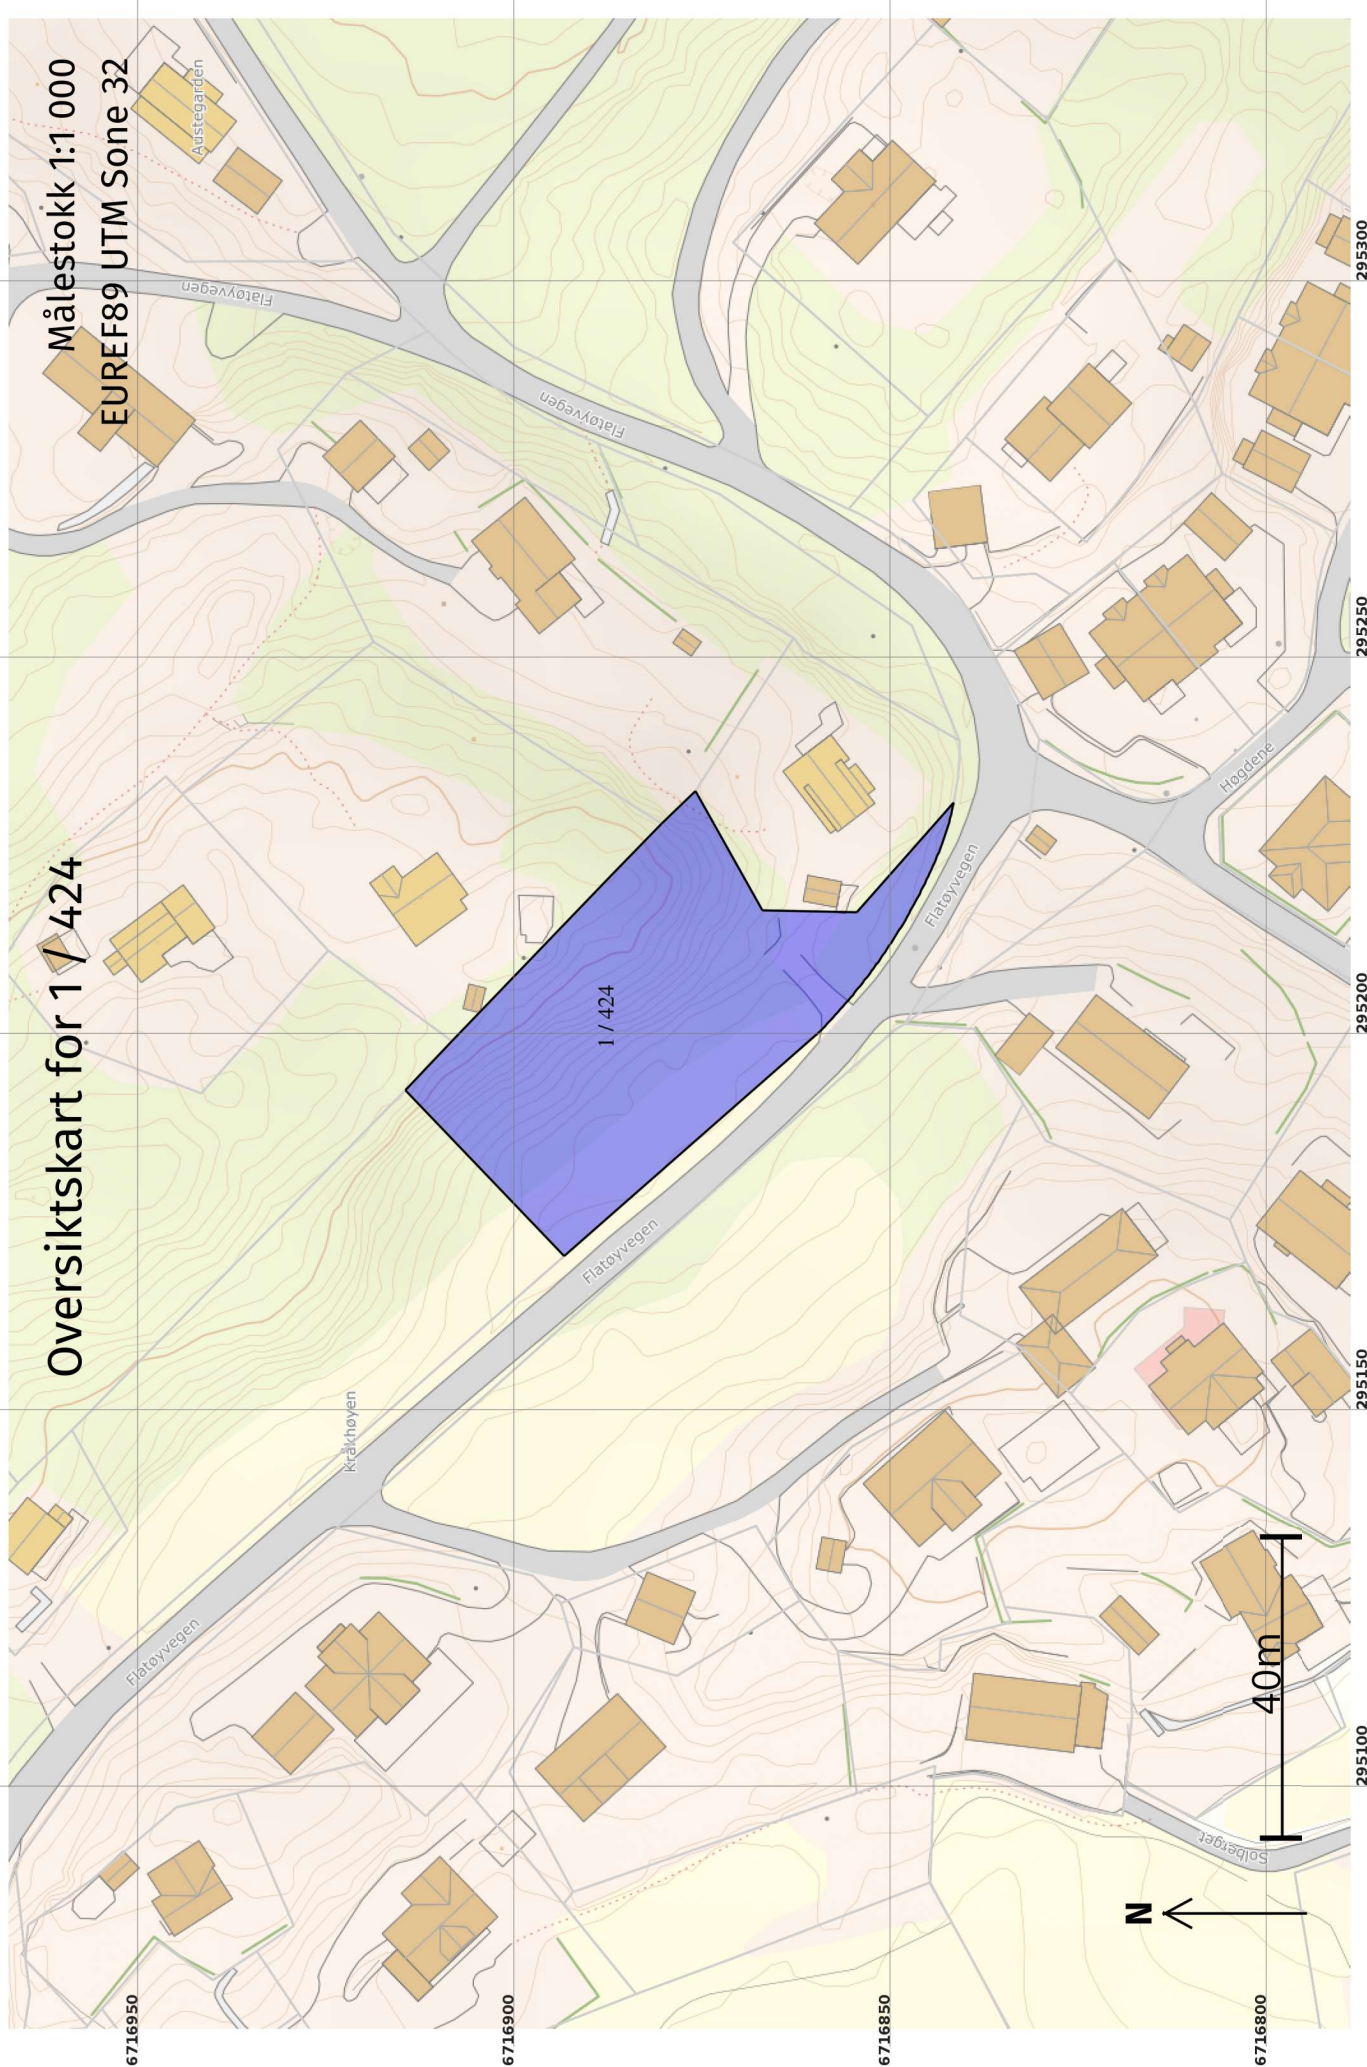 Målestokk 1:1 000
EUREF89 UTM Sone 32
Oversiktskart for 1 / 424
Austegarden
Flatøyvegen
Flatøyvegen
1 / 424
Flatøyvegen
Høgdene
Flatøyvegen
Kråkhøyen
Flatøyvegen
Solberget
40m
N
295300
295250
295200
295150
295100
6716950
6716900
6716850
6716800